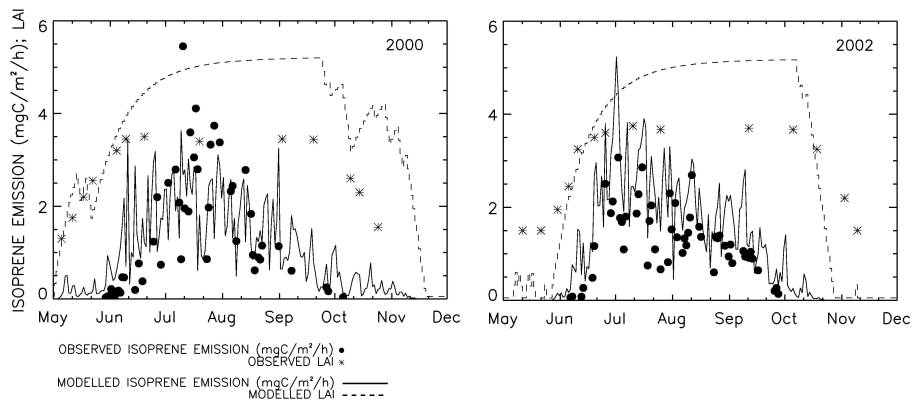 ISOPRENE EMISSION (mgC/m²/h); LAI
6
4
2
0
2000
May Jun Jul Aug Sep Oct Nov Dec
6
4
2
0
2002
May Jun Jul Aug Sep Oct Nov Dec
OBSERVED ISOPRENE EMISSION (mgC/m²/h)
OBSERVED LAI
MODELLED ISOPRENE EMISSION (mgC/m²/h)
MODELLED LAI